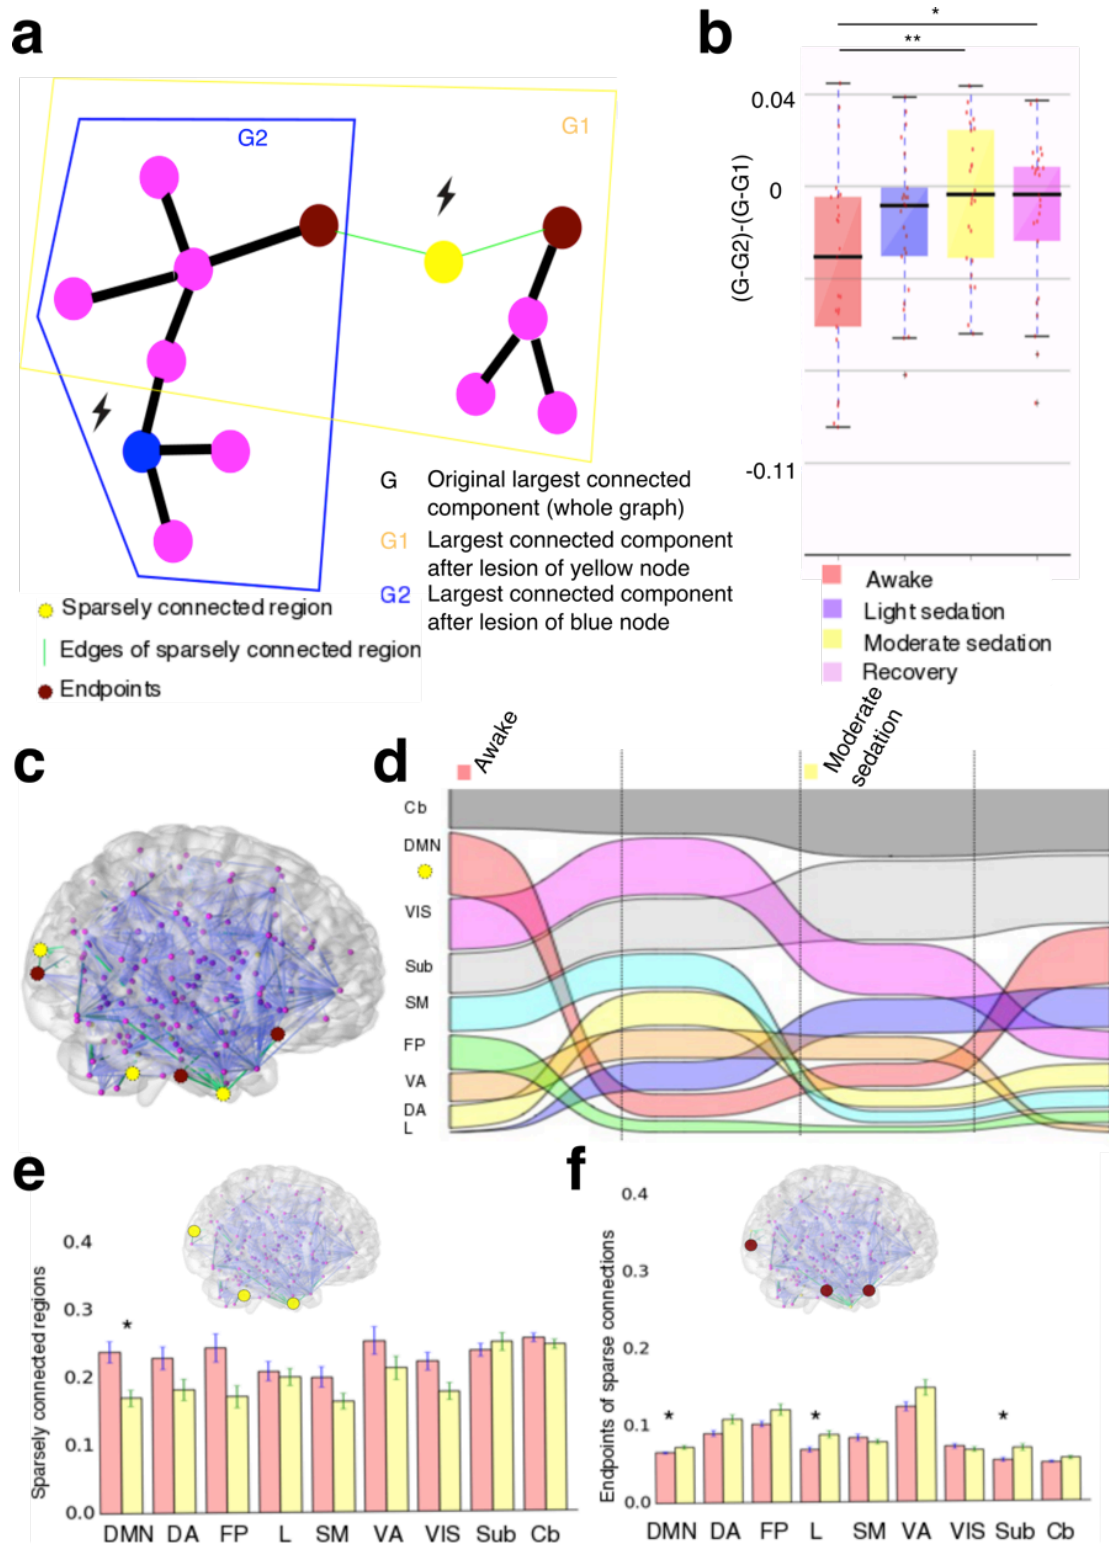 a
G2
G1
G Original largest connected
component (whole graph)
G1 Largest connected component
after lesion of yellow node
G2 Largest connected component
after lesion of blue node
Sparsely connected region
Edges of sparsely connected region
Endpoints
b
*
**
0.04
0
-0.11
(G-G2)-(G-G1)
Awake
Light sedation
Moderate sedation
Recovery
c
d
Awake
Moderate
sedation
Cb
DMN
VIS
Sub
SM
FP
VA
DA
L
e
Sparsely connected regions
0.4
0.3
0.2
0.1
0.0
*
DMN DA FP L SM VA VIS Sub Cb
f
Endpoints of sparse connections
0.4
0.3
0.2
0.1
0.0
* * *
DMN DA FP L SM VA VIS Sub Cb